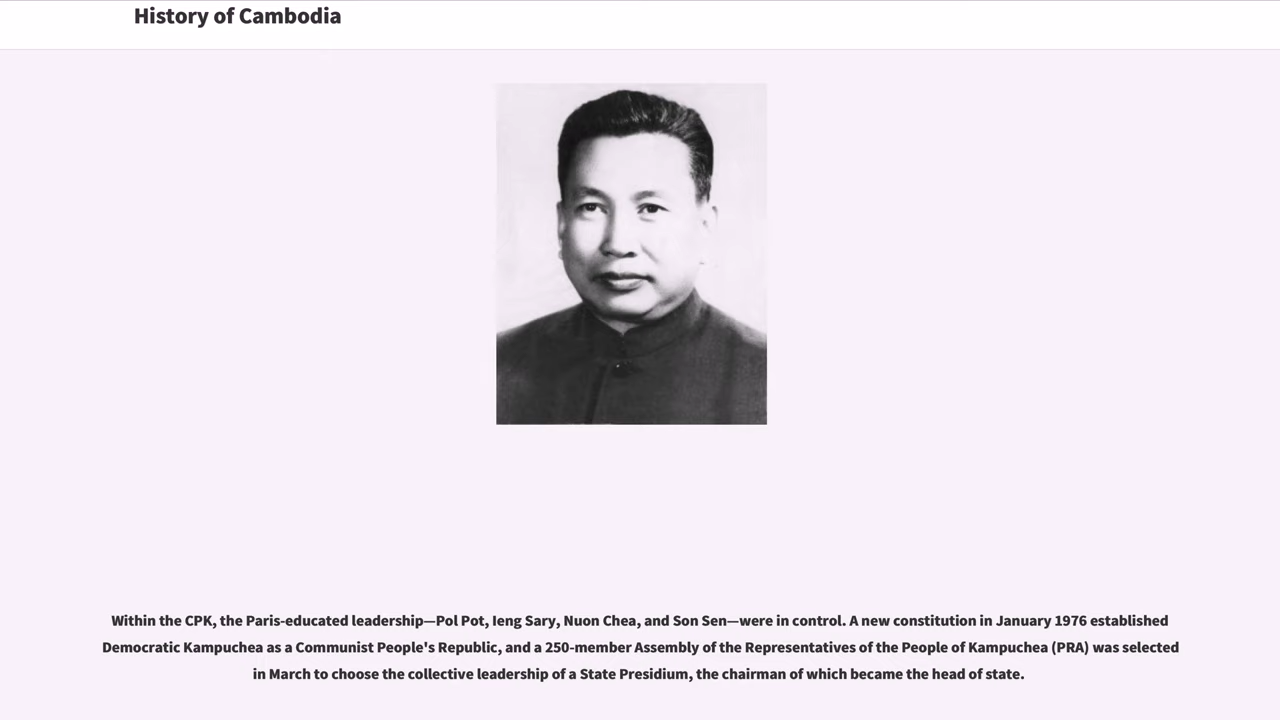 History of Cambodia
Within the CPK, the Paris-educated leadership—Pol Pot, Ieng Sary, Nuon Chea, and Son Sen—were in control. A new constitution in January 1976 established
Democratic Kampuchea as a Communist People's Republic, and a 250-member Assembly of the Representatives of the People of Kampuchea (PRA) was selected
in March to choose the collective leadership of a State Presidium, the chairman of which became the head of state.